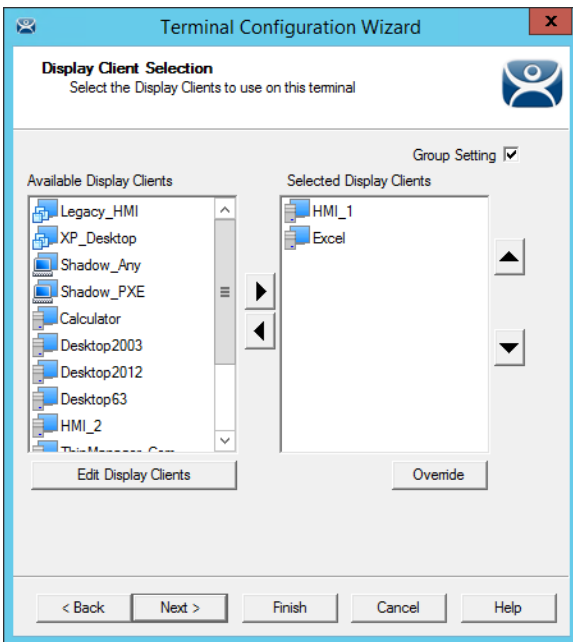 Terminal Configuration Wizard
x
Display Client Selection
Select the Display Clients to use on this terminal
Group Setting
Available Display Clients
Selected Display Clients
Legacy_HMI
XP_Desktop
Shadow_Any
Shadow_PXE
Calculator
Desktop2003
Desktop2012
Desktop63
HMI_2
HMI_1
Excel
Edit Display Clients
Override
< Back
Next >
Finish
Cancel
Help